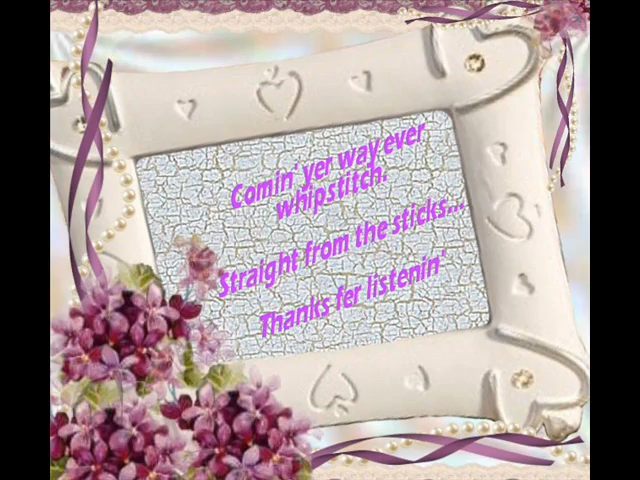 Comin' yer way ever
whipstitch.
Straight from the sticks...
Thanks fer listenin'